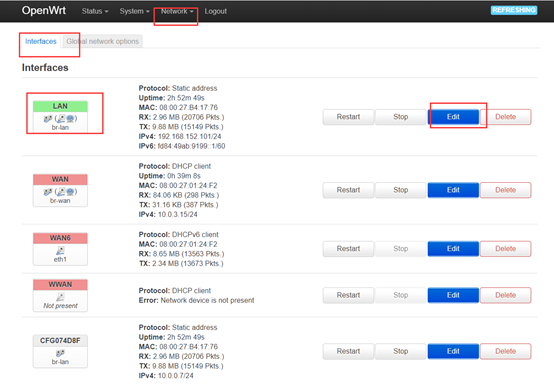 OpenWrt Status System Network Logout REFRESHING
Interfaces Global network options
Interfaces
LAN
br-lan
Protocol: Static address
Uptime: 2h 52m 49s
MAC: 08:00:27:B4:17:76
RX: 2.96 MB (20706 Pkts.)
TX: 9.88 MB (15149 Pkts.)
IPv4: 192.168.152.101/24
IPv6: fd84:49ab:9199::1/60
Restart Stop Edit Delete
WAN
br-wan
Protocol: DHCP client
Uptime: 0h 39m 8s
MAC: 08:00:27:01:24:F2
RX: 84.06 KB (298 Pkts.)
TX: 31.16 KB (387 Pkts.)
IPv4: 10.0.3.15/24
Restart Stop Edit Delete
WAN6
eth1
Protocol: DHCPv6 client
MAC: 08:00:27:01:24:F2
RX: 8.65 MB (13563 Pkts.)
TX: 2.34 MB (13673 Pkts.)
Restart Stop Edit Delete
WWAN
Not present
Protocol: DHCP client
Error: Network device is not present
Restart Stop Edit Delete
CFG074D8F
br-lan
Protocol: Static address
MAC: 08:00:27:B4:17:76
RX: 2.96 MB (20706 Pkts.)
TX: 9.88 MB (15149 Pkts.)
IPv4: 10.0.0.7/24
Restart Stop Edit Delete